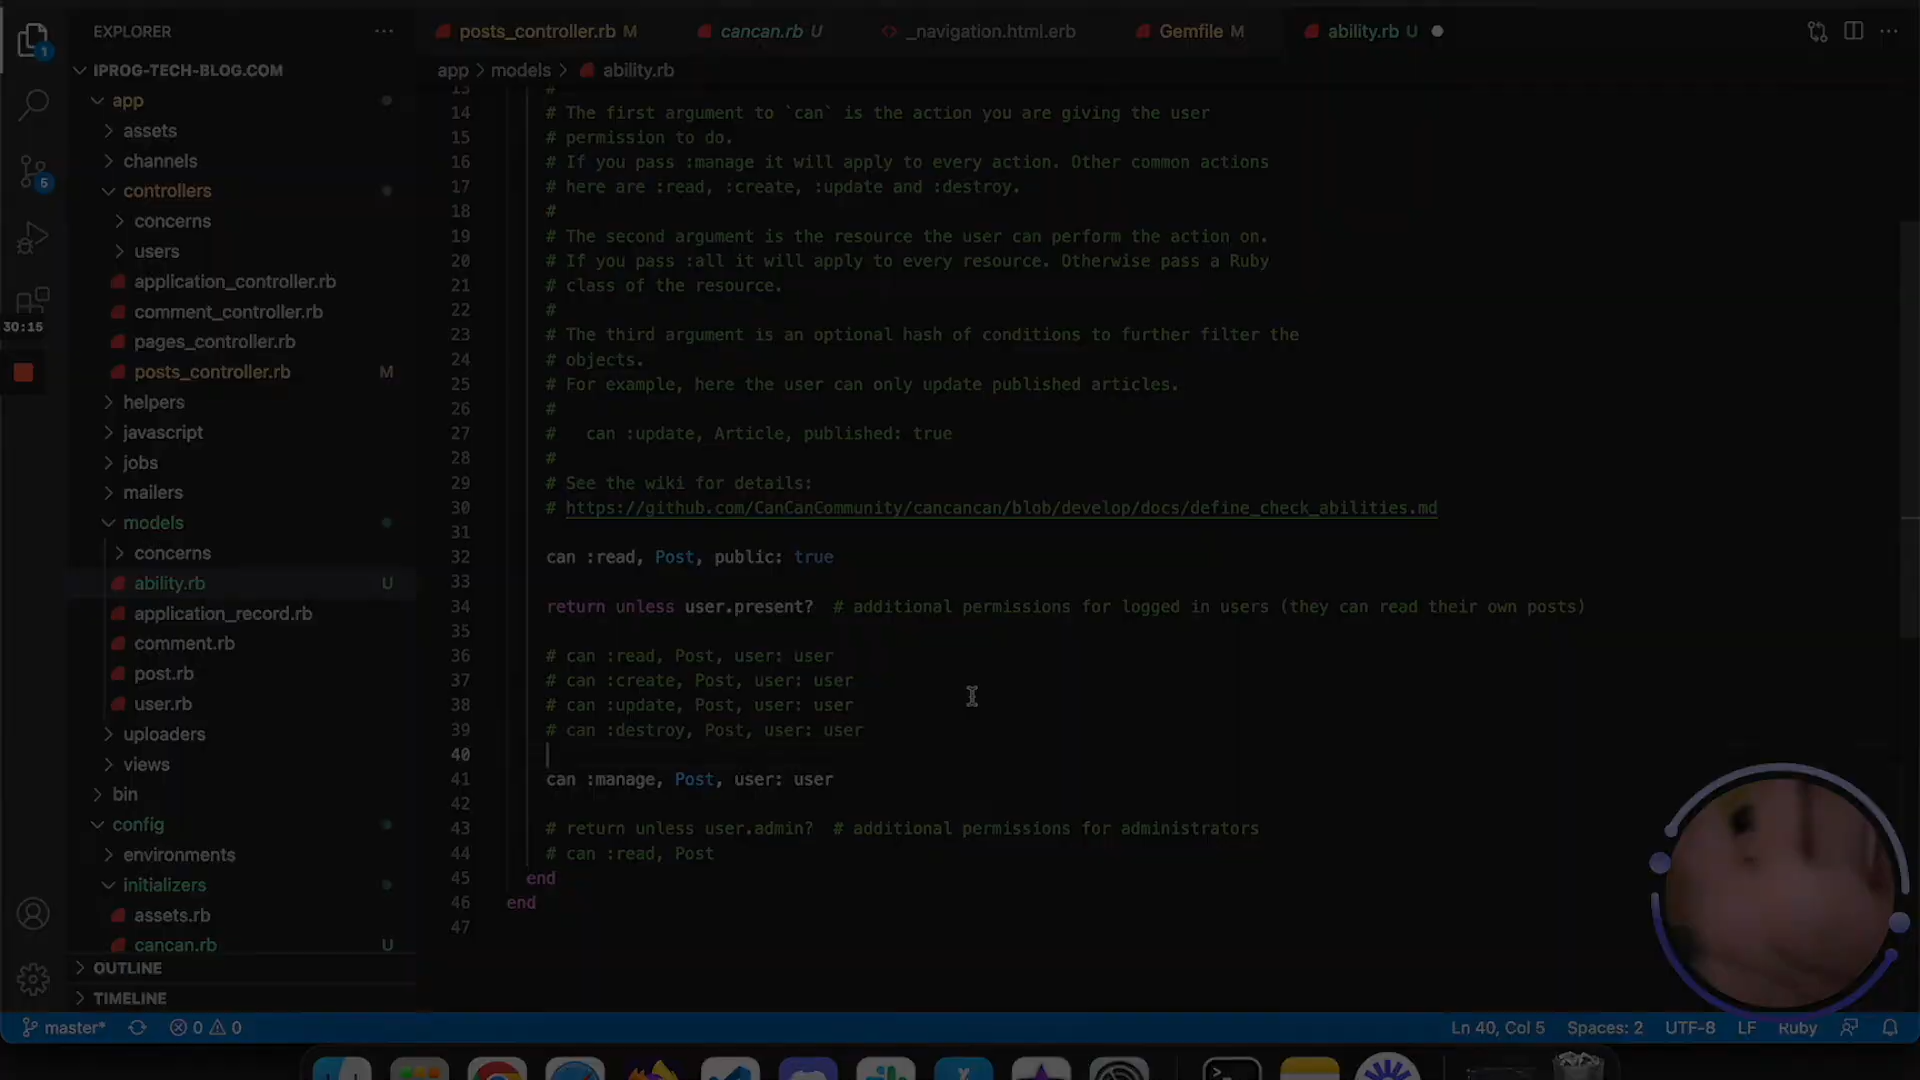 EXPLORER
IPROG-TECH-BLOG.COM
app
assets
channels
controllers
concerns
users
application_controller.rb
comment_controller.rb
pages_controller.rb
posts_controller.rb M
helpers
javascript
jobs
mailers
models
concerns
ability.rb U
application_record.rb
comment.rb
post.rb
user.rb
uploaders
views
bin
config
environments
initializers
assets.rb
cancan.rb U
OUTLINE
TIMELINE
1
5
30:15
posts_controller.rb M
cancan.rb U
_navigation.html.erb
Gemfile M
ability.rb U
app > models > ability.rb
13 #
14 # The first argument to `can` is the action you are giving the user
15 # permission to do.
16 # If you pass :manage it will apply to every action. Other common actions
17 # here are :read, :create, :update and :destroy.
18 #
19 # The second argument is the resource the user can perform the action on.
20 # If you pass :all it will apply to every resource. Otherwise pass a Ruby
21 # class of the resource.
22 #
23 # The third argument is an optional hash of conditions to further filter the
24 # objects.
25 # For example, here the user can only update published articles.
26 #
27 #   can :update, Article, published: true
28 #
29 # See the wiki for details:
30 # https://github.com/CanCanCommunity/cancancan/blob/develop/docs/define_check_abilities.md
31
32 can :read, Post, public: true
33
34 return unless user.present?  # additional permissions for logged in users (they can read their own posts)
35
36 # can :read, Post, user: user
37 # can :create, Post, user: user
38 # can :update, Post, user: user
39 # can :destroy, Post, user: user
40
41 can :manage, Post, user: user
42
43 # return unless user.admin?  # additional permissions for administrators
44 # can :read, Post
45 end
46 end
47
master* 0 0
Ln 40, Col 5 Spaces: 2 UTF-8 LF Ruby